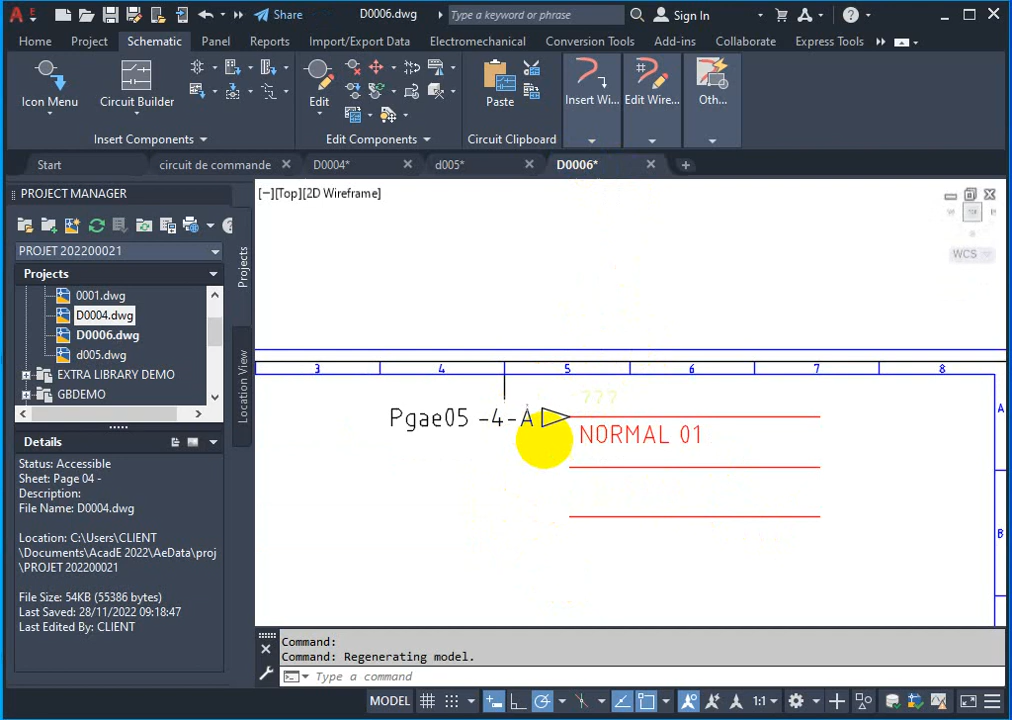 Share
D0006.dwg
Type a keyword or phrase
Sign In
Home
Project
Schematic
Panel
Reports
Import/Export Data
Electromechanical
Conversion Tools
Add-ins
Collaborate
Express Tools
Icon Menu
Circuit Builder
Edit
Paste
Insert Wi...
Edit Wire...
Oth...
Insert Components
Edit Components
Circuit Clipboard
Start
circuit de commande
D0004*
d005*
D0006*
PROJECT MANAGER
PROJET 202200021
Projects
0001.dwg
D0004.dwg
D0006.dwg
d005.dwg
EXTRA LIBRARY DEMO
GBDEMO
Projects
Location View
Details
Status: Accessible
Sheet: Page 04 -
Description:
File Name: D0004.dwg
Location: C:\Users\CLIENT
\Documents\AcadE 2022\AeData\proj
\PROJET 202200021
File Size: 54KB (55386 bytes)
Last Saved: 28/11/2022 09:18:47
Last Edited By: CLIENT
[−][Top][2D Wireframe]
TOP
WCS
3 4 5 6 7 8
A
B
???
Pgae05 -4-A
NORMAL 01
Command:
Command: Regenerating model.
Type a command
MODEL
1:1